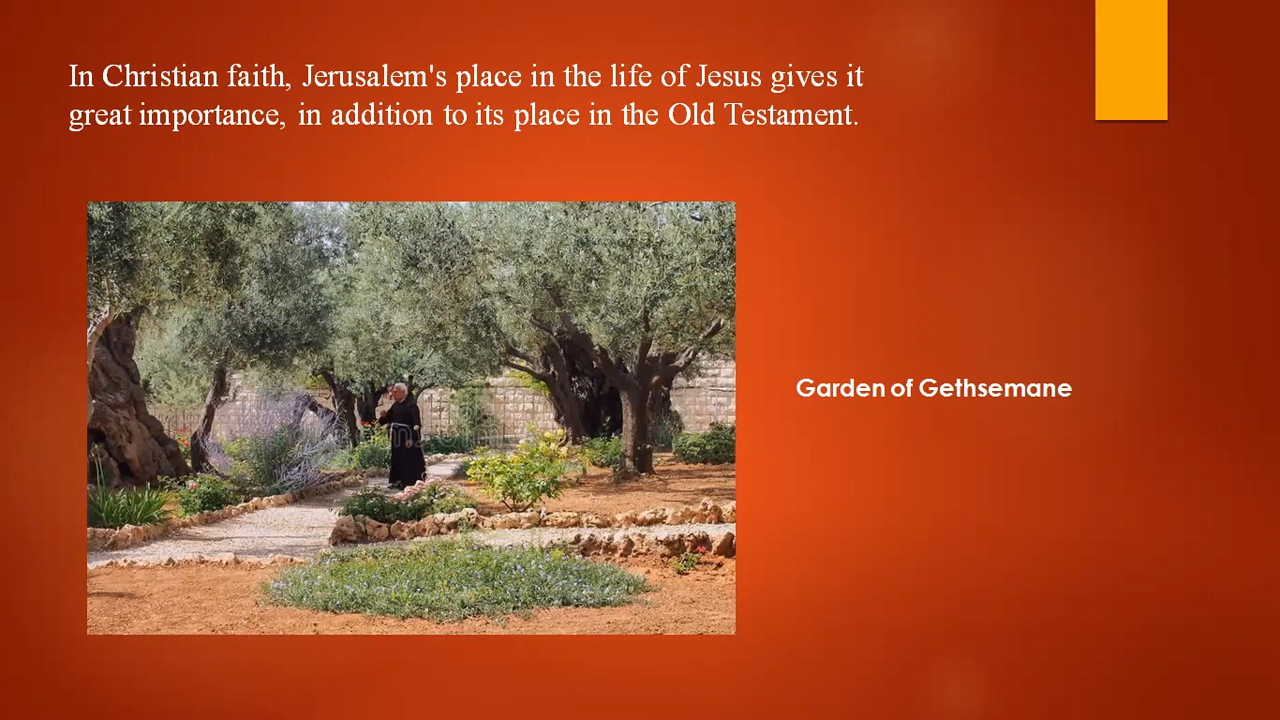 In Christian faith, Jerusalem's place in the life of Jesus gives it
great importance, in addition to its place in the Old Testament.
Garden of Gethsemane